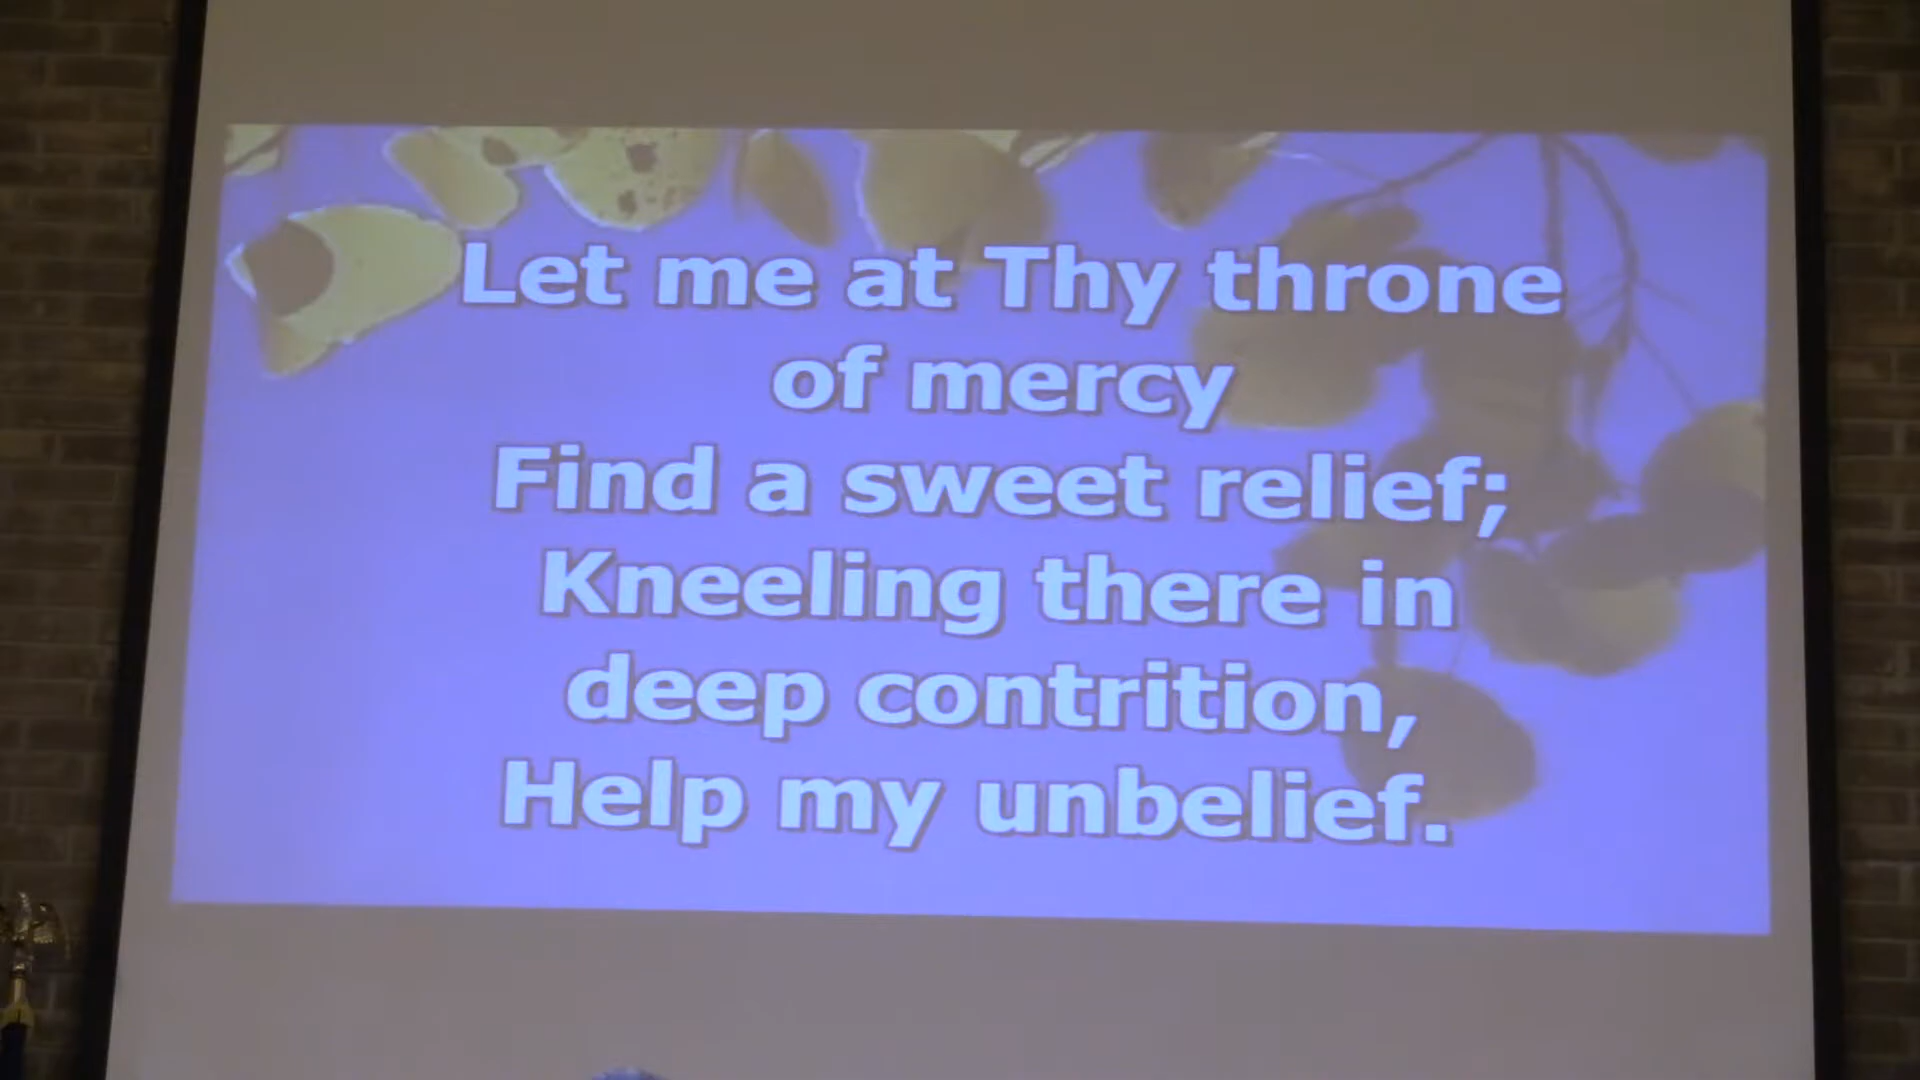 Let me at Thy throne
of mercy
Find a sweet relief;
Kneeling there in
deep contrition,
Help my unbelief.